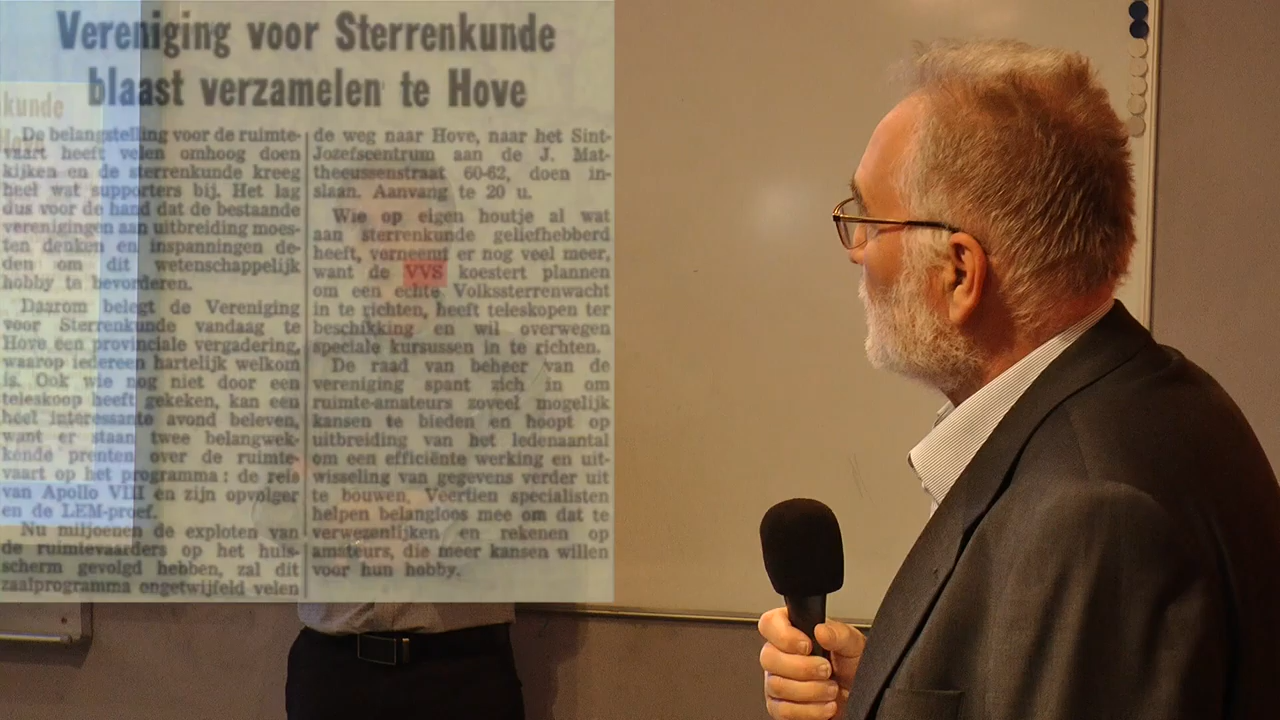 Vereniging voor Sterrenkunde
blaast verzamelen te Hove
De belangstelling voor de ruimte-
vaart heeft velen omhoog doen
kijken en de sterrenkunde kreeg
heel wat supporters bij. Het lag
dus voor de hand dat de bestaande
verenigingen aan uitbreiding moes-
ten denken en inspanningen de-
den om dit wetenschappelijk
hobby te bevorderen.
Daarom belegt de Vereniging
voor Sterrenkunde vandaag te
Hove een provinciale vergadering,
waarop iedereen hartelijk welkom
is. Ook wie nog niet door een
teleskoop heeft gekeken, kan een
heel interessante avond beleven,
want er staan twee belangwek-
kende prenten over de ruimte-
vaart op het programma: de reis
van Apollo VIII en zijn opvolger
en de LEM-proef.
Nu miljoenen de exploten van
de ruimtevaarders op het huis-
scherm gevolgd hebben, zal dit
zaalprogramma ongetwijfeld velen
de weg naar Hove, naar het Sint-
Jozefscentrum aan de J. Mat-
theeussenstraat 60-62, doen in-
slaan. Aanvang te 20 u.
Wie op eigen houtje al wat
aan sterrenkunde geliefhebberd
heeft, verneemt er nog veel meer,
want de VVS koestert plannen
om een echte Volkssterrenwacht
in te richten, heeft teleskopen ter
beschikking en wil overwegen
speciale kursussen in te richten.
De raad van beheer van de
vereniging spant zich in om
ruimte-amateurs zoveel mogelijk
kansen te bieden en hoopt op
uitbreiding van het ledenaantal
om een efficiënte werking en uit-
wisseling van gegevens verder uit
te bouwen. Veertien specialisten
helpen belangloos mee om dat te
verwezenlijken en rekenen op
amateurs, die meer kansen willen
voor hun hobby.